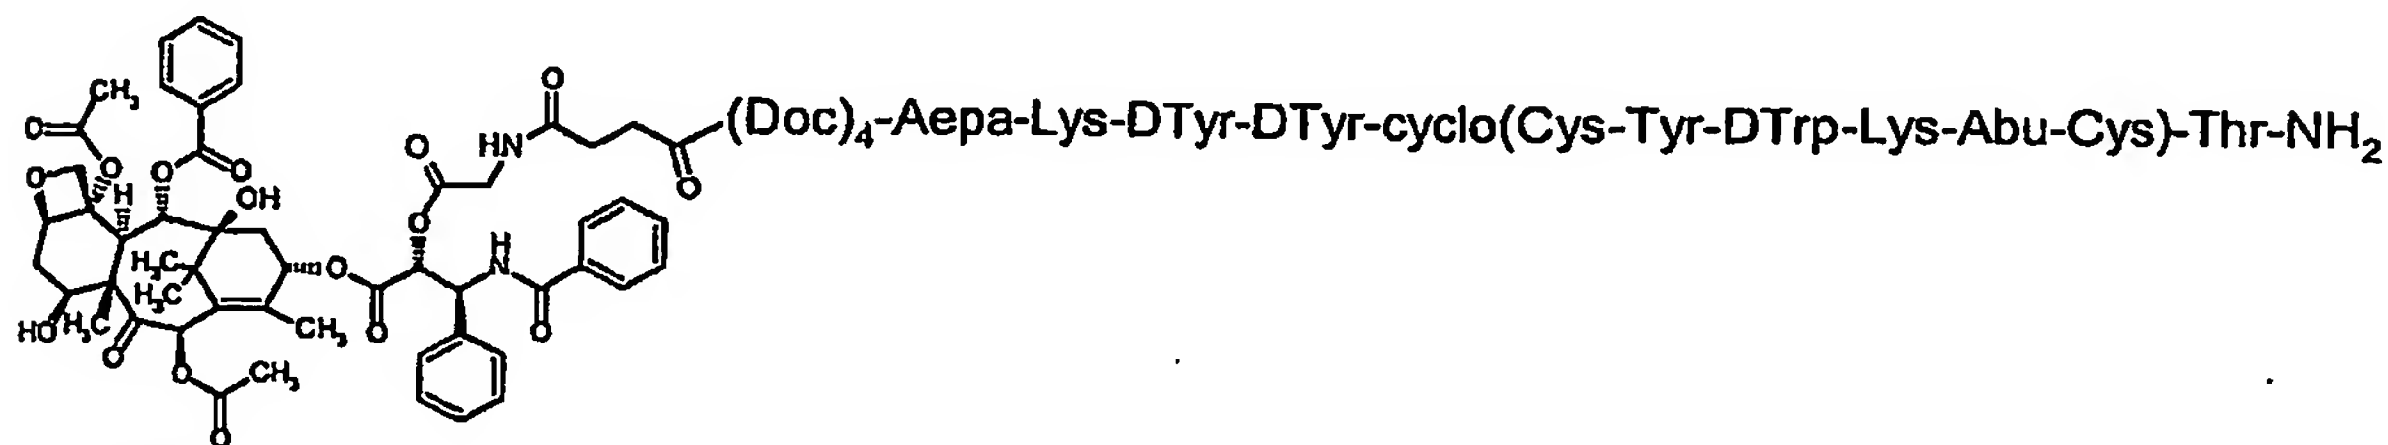 (Doc)₄-Aepa-Lys-DTyr-DTyr-cyclo(Cys-Tyr-DTrp-Lys-Abu-Cys)-Thr-NH₂
O
CH₃
O
HN
O
CH₃
O
O
O
O
O
O
O
H
OH
O
H₃C
H₃C
O
H
N
O
O
HO
H₃C
O
CH₃
O
CH₃
O